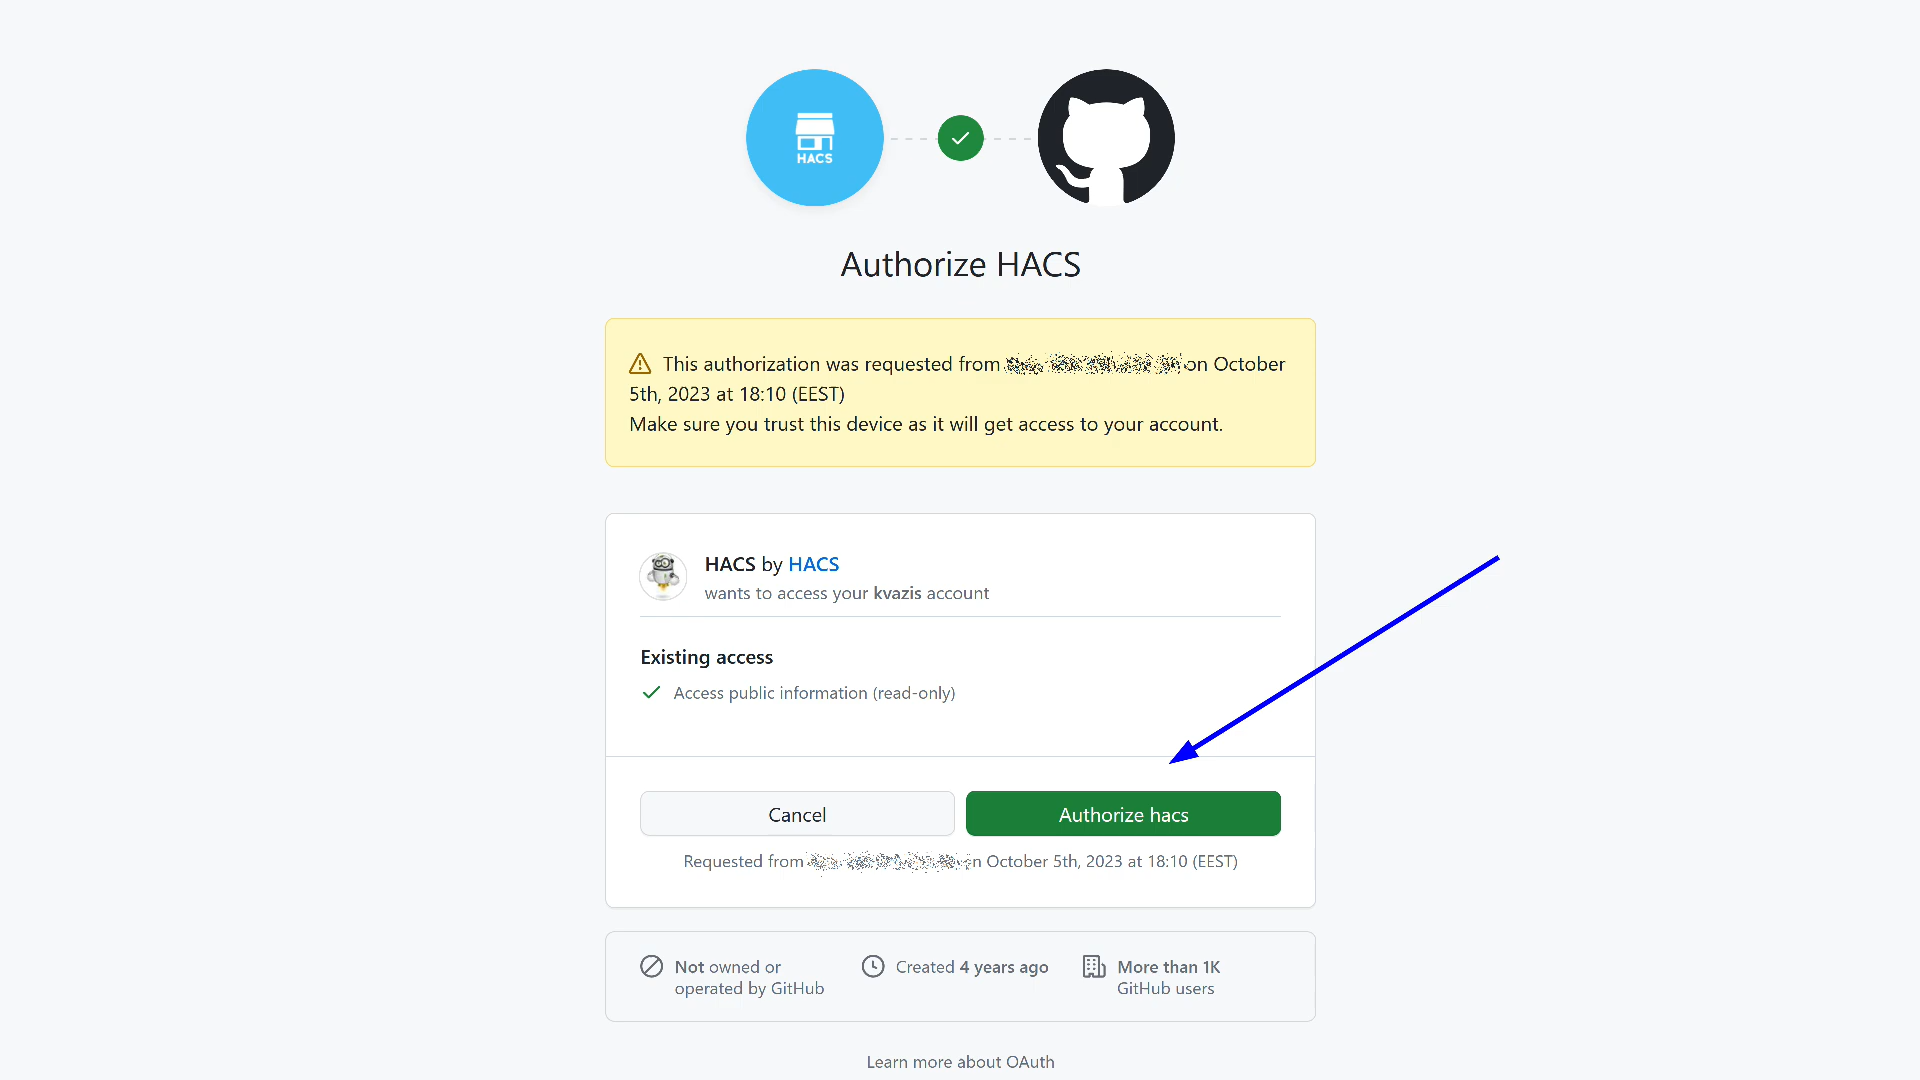 HACS
Authorize HACS
This authorization was requested from on October
5th, 2023 at 18:10 (EEST)
Make sure you trust this device as it will get access to your account.
HACS by HACS
wants to access your kvazis account
Existing access
Access public information (read-only)
Cancel
Authorize hacs
Requested from October 5th, 2023 at 18:10 (EEST)
Not owned or
operated by GitHub
Created 4 years ago
More than 1K
GitHub users
Learn more about OAuth